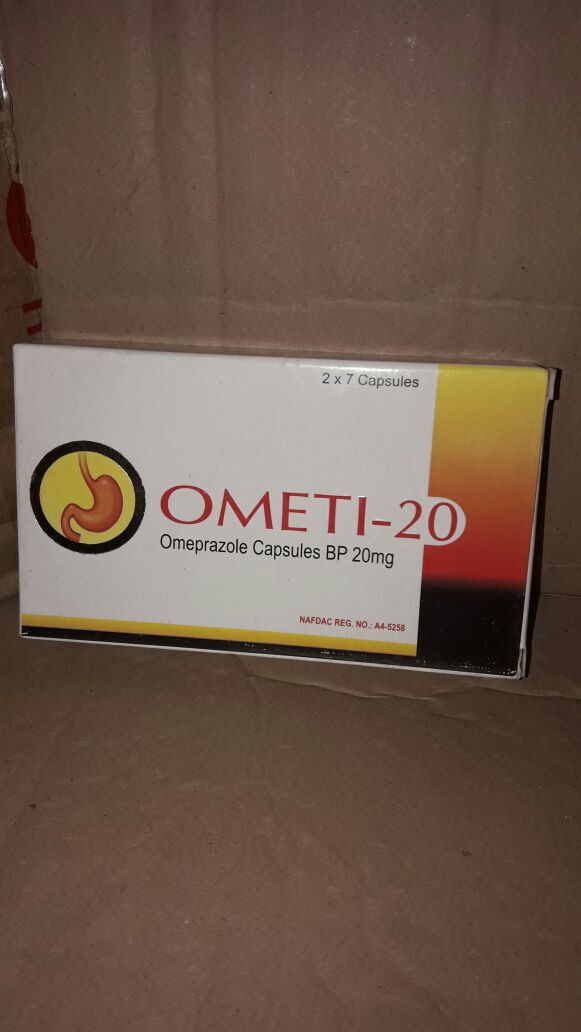 2 x 7 Capsules
OMETI-20
Omeprazole Capsules BP 20mg
NAFDAC REG. NO.: A4-5258